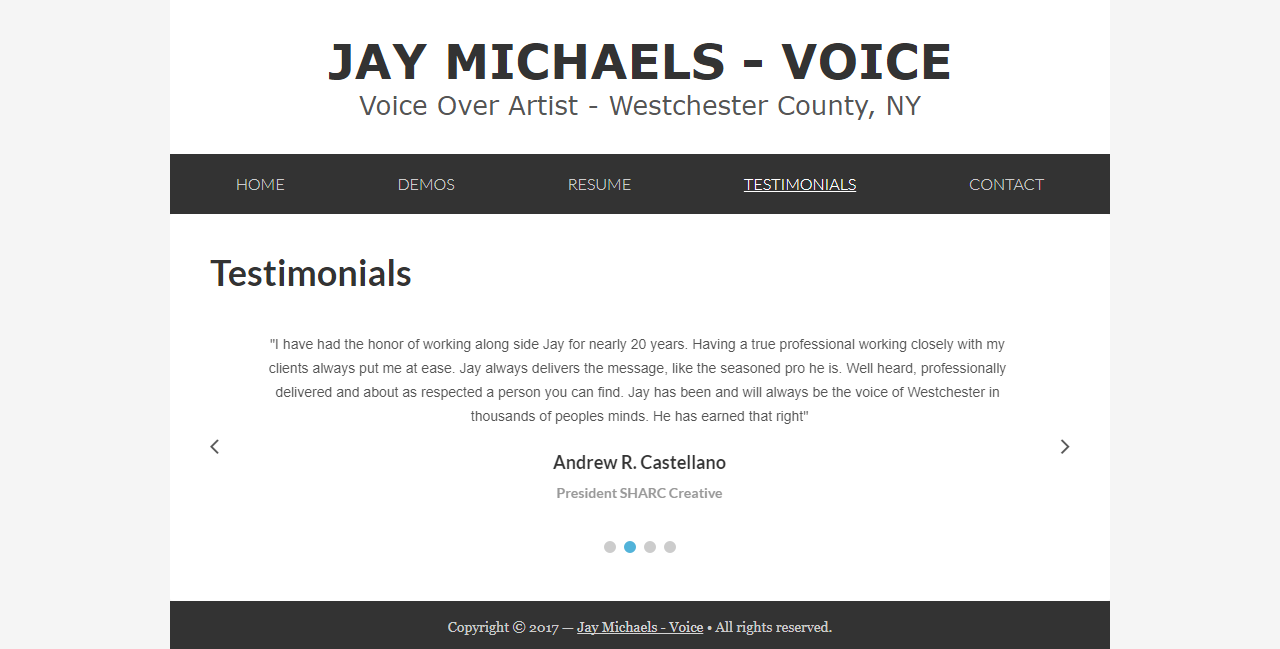 JAY MICHAELS - VOICE
Voice Over Artist - Westchester County, NY
HOME DEMOS RESUME TESTIMONIALS CONTACT
Testimonials
"I have had the honor of working along side Jay for nearly 20 years. Having a true professional working closely with my
clients always put me at ease. Jay always delivers the message, like the seasoned pro he is. Well heard, professionally
delivered and about as respected a person you can find. Jay has been and will always be the voice of Westchester in
thousands of peoples minds. He has earned that right"
Andrew R. Castellano
President SHARC Creative
Copyright © 2017 — Jay Michaels - Voice • All rights reserved.